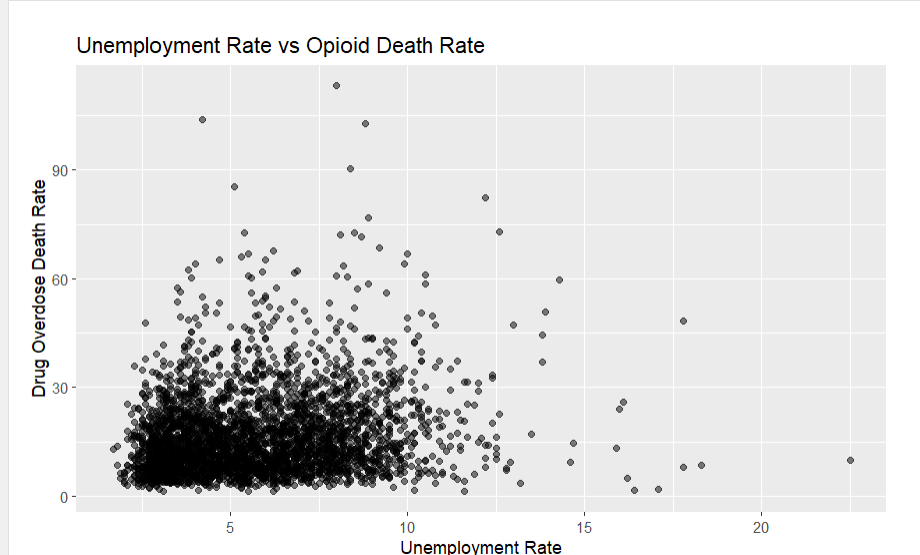 Unemployment Rate vs Opioid Death Rate
Drug Overdose Death Rate
90
60
30
0
5
10
15
20
Unemployment Rate